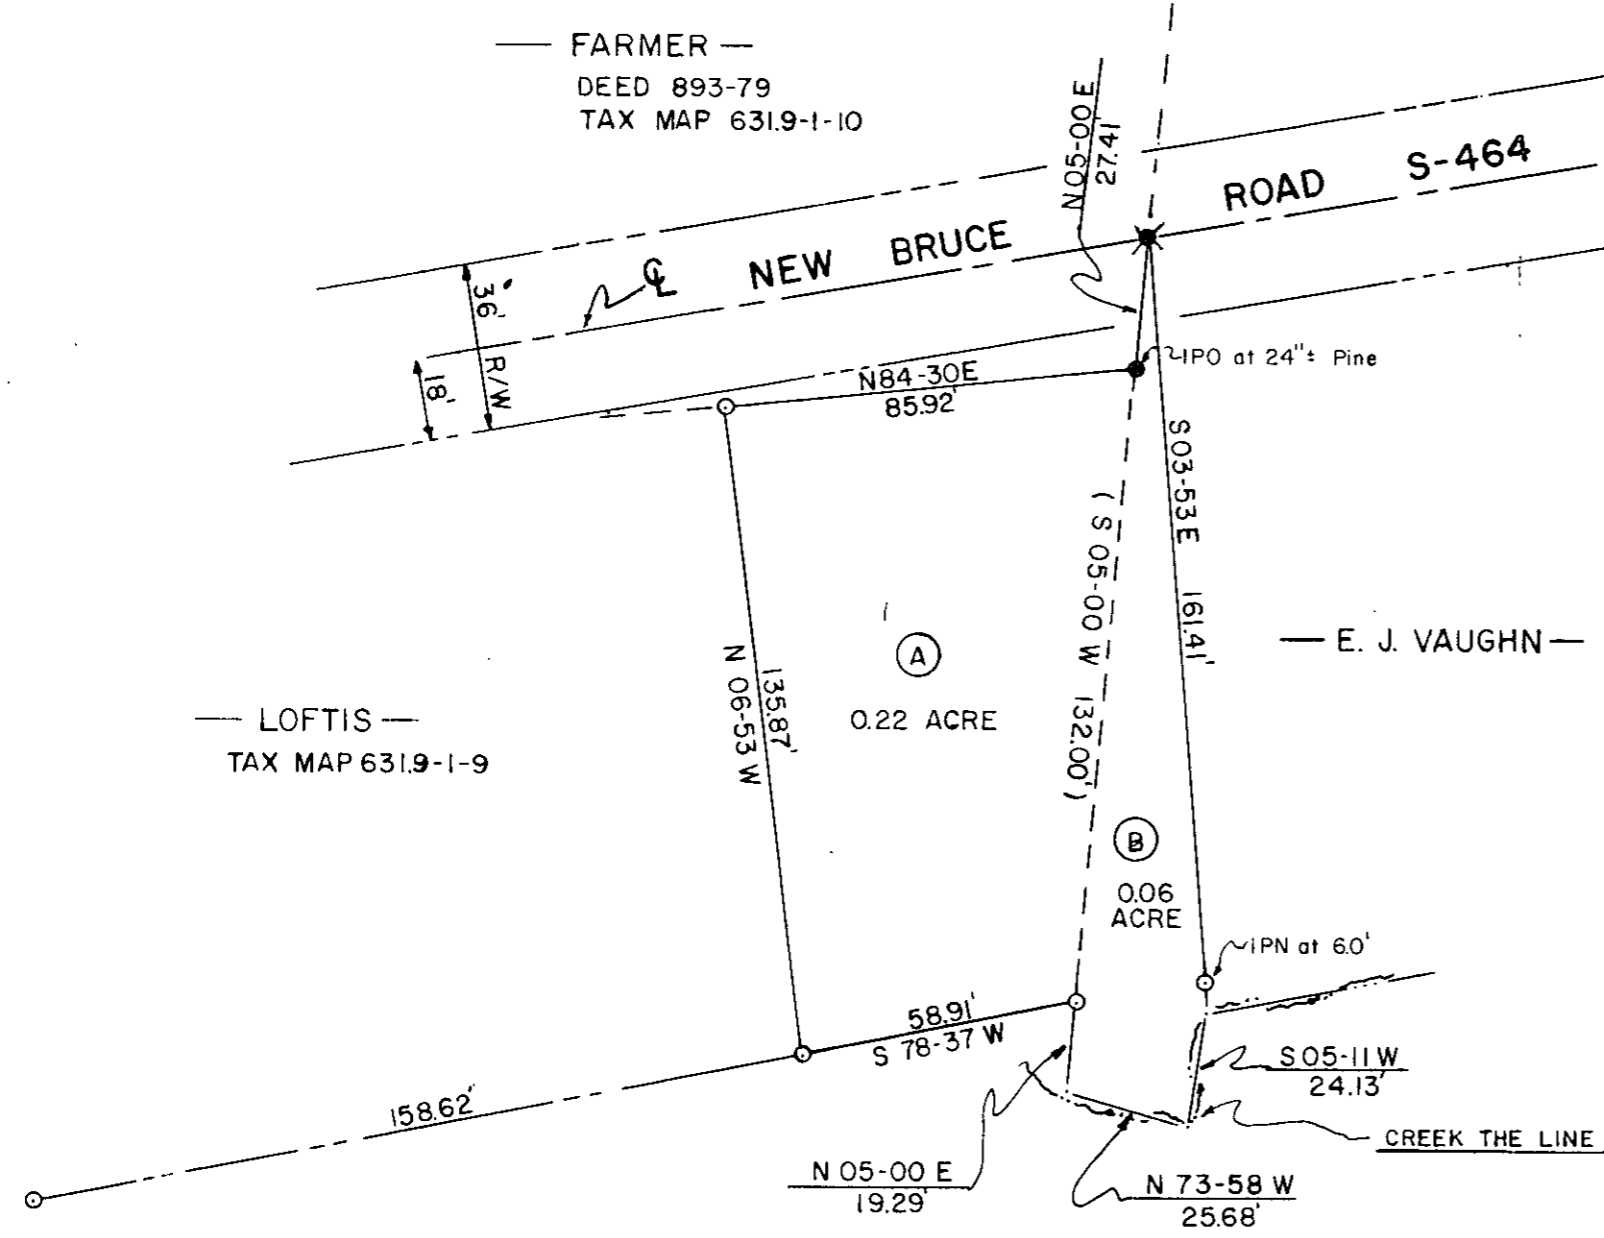 — FARMER —
DEED 893-79
TAX MAP 631.9-1-10
N05-00E
27.41'
NEW BRUCE ROAD S-464
℄
36'
R/W
18'
N84-30E
85.92'
IPO at 24"± Pine
S03-53E 161.41'
(S 05-00 W 132.00')
— E. J. VAUGHN —
A
0.22 ACRE
135.87'
N 06-53 W
— LOFTIS —
TAX MAP 631.9-1-9
B
0.06
ACRE
IPN at 6.0'
58.91'
S 78-37 W
S 05-11 W
24.13'
158.62'
CREEK THE LINE
N 05-00 E
19.29'
N 73-58 W
25.68'